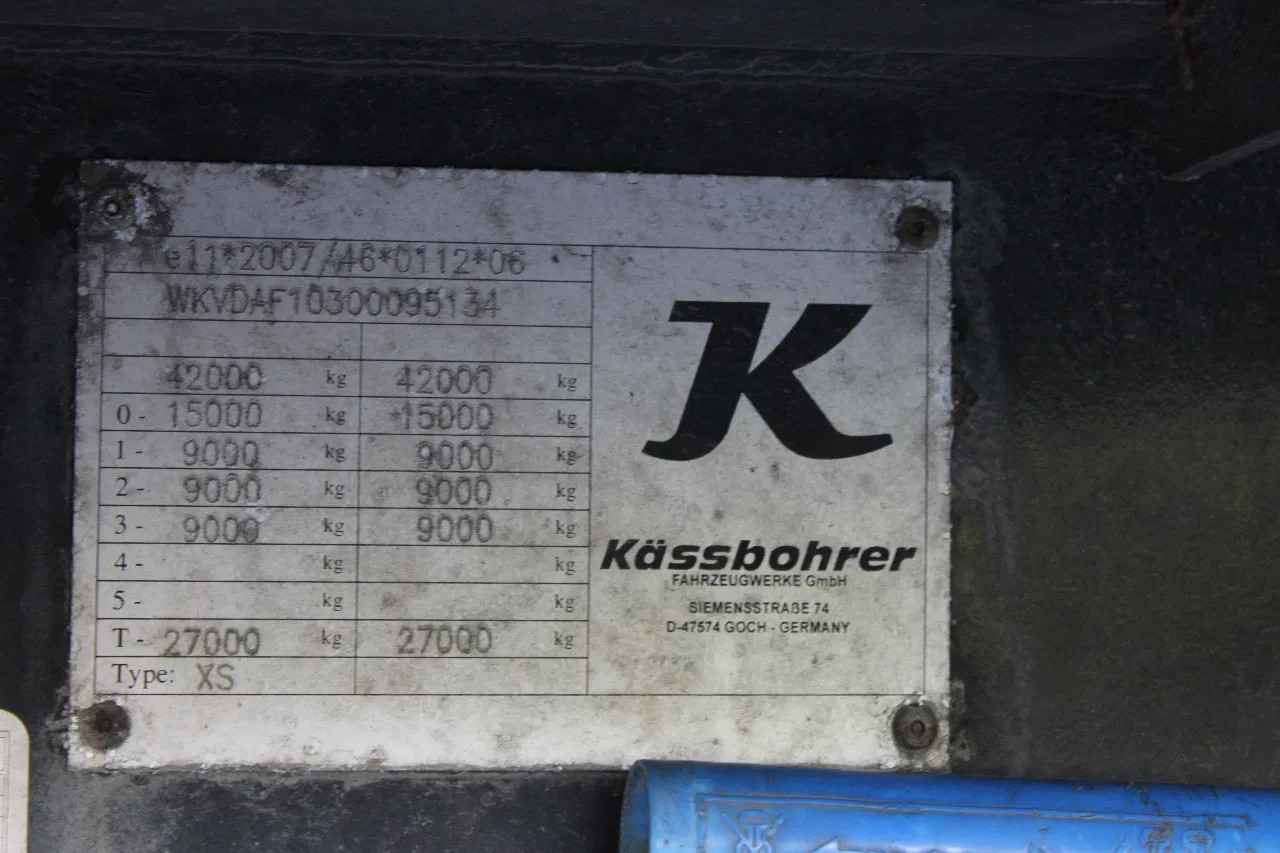 e11*2007/46*0112*06
WKVDAF10300095134
42000 kg 42000 kg
0- 15000 kg 15000 kg
1- 9000 kg 9000 kg
2- 9000 kg 9000 kg
3- 9000 kg 9000 kg
4- kg kg
5- kg kg
T- 27000 kg 27000 kg
Type: XS
K
Kässbohrer
FAHRZEUGWERKE GmbH
SIEMENSSTRAßE 74
D-47574 GOCH - GERMANY